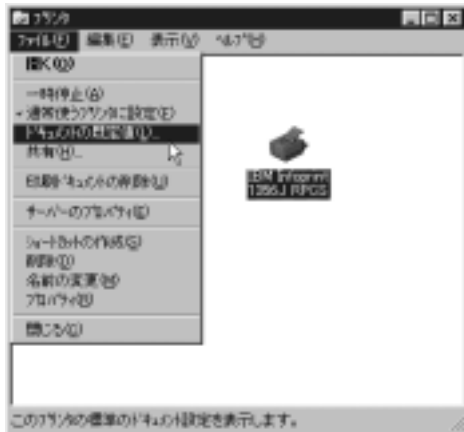 プリンタ
ファイル(F) 編集(E) 表示(V) ヘルプ(H)
開く(O)
一時停止(A)
通常使うプリンタに設定(E)
ドキュメントの既定値(L)...
共有(H)...
印刷ドキュメントの削除(U)
サーバーのプロパティ(E)
ショートカットの作成(S)
削除(D)
名前の変更(M)
プロパティ(R)
閉じる(C)
IBM Infoprint
1356J RPCS
このプリンタの標準のドキュメント設定を表示します。